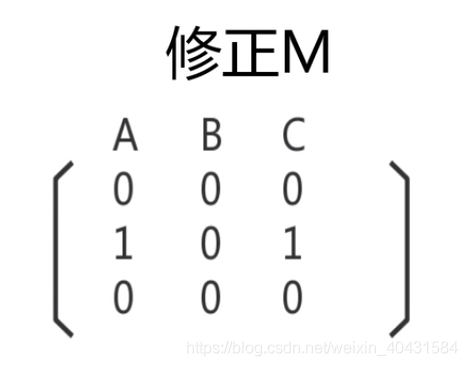 修正M
A B C
0 0 0
1 0 1
0 0 0
https://blog.csdn.net/weixin_40431584